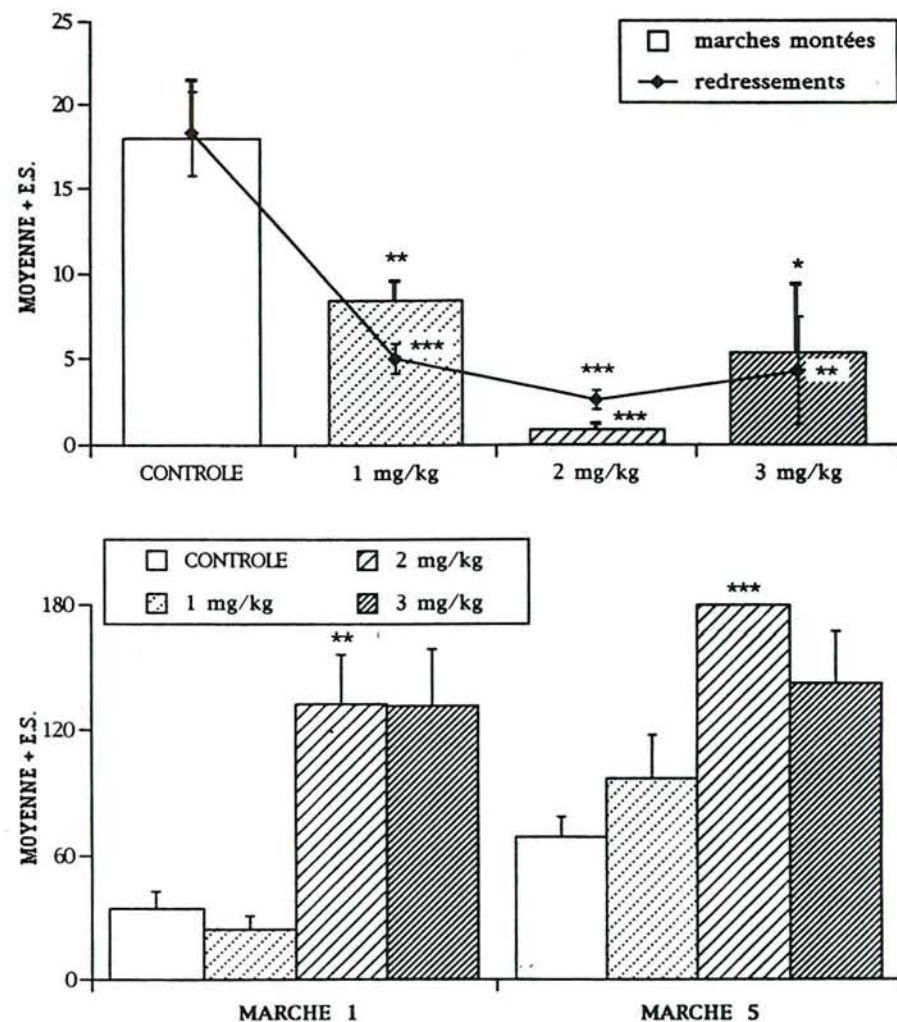 25
marches montées
redressements
20
15
10
5
0
MOYENNE + E.S.
**
*
***
***
***
**
CONTROLE 1 mg/kg 2 mg/kg 3 mg/kg
CONTROLE 2 mg/kg
1 mg/kg 3 mg/kg
180
120
60
0
MOYENNE + E.S.
**
***
MARCHE 1 MARCHE 5